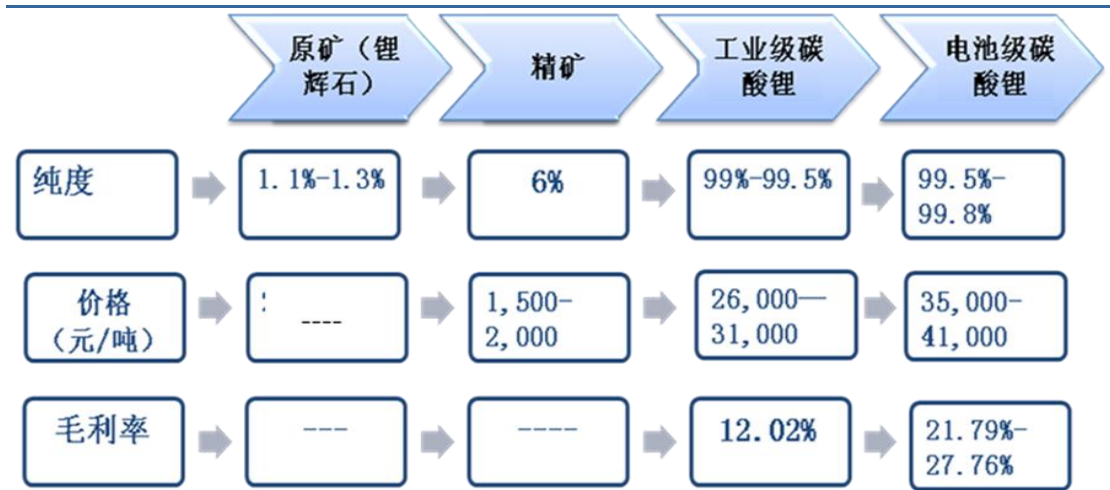 原矿（锂
辉石）
精矿
工业级碳
酸锂
电池级碳
酸锂
纯度
1.1%-1.3%
6%
99%-99.5%
99.5%-
99.8%
价格
（元/吨）
----
1,500-
2,000
26,000—
31,000
35,000-
41,000
毛利率
---
----
12.02%
21.79%-
27.76%